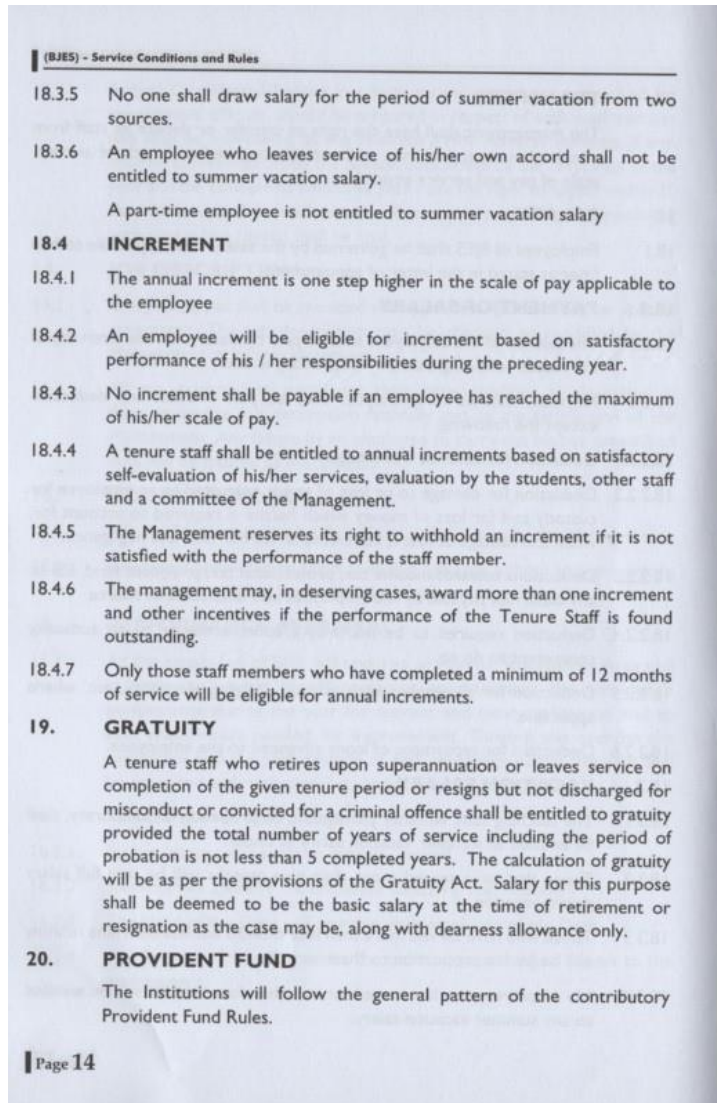 (BJES) - Service Conditions and Rules
18.3.5 No one shall draw salary for the period of summer vacation from two
sources.
18.3.6 An employee who leaves service of his/her own accord shall not be
entitled to summer vacation salary.
A part-time employee is not entitled to summer vacation salary
18.4 INCREMENT
18.4.1 The annual increment is one step higher in the scale of pay applicable to
the employee
18.4.2 An employee will be eligible for increment based on satisfactory
performance of his / her responsibilities during the preceding year.
18.4.3 No increment shall be payable if an employee has reached the maximum
of his/her scale of pay.
18.4.4 A tenure staff shall be entitled to annual increments based on satisfactory
self-evaluation of his/her services, evaluation by the students, other staff
and a committee of the Management.
18.4.5 The Management reserves its right to withhold an increment if it is not
satisfied with the performance of the staff member.
18.4.6 The management may, in deserving cases, award more than one increment
and other incentives if the performance of the Tenure Staff is found
outstanding.
18.4.7 Only those staff members who have completed a minimum of 12 months
of service will be eligible for annual increments.
19. GRATUITY
A tenure staff who retires upon superannuation or leaves service on
completion of the given tenure period or resigns but not discharged for
misconduct or convicted for a criminal offence shall be entitled to gratuity
provided the total number of years of service including the period of
probation is not less than 5 completed years. The calculation of gratuity
will be as per the provisions of the Gratuity Act. Salary for this purpose
shall be deemed to be the basic salary at the time of retirement or
resignation as the case may be, along with dearness allowance only.
20. PROVIDENT FUND
The Institutions will follow the general pattern of the contributory
Provident Fund Rules.
Page 14